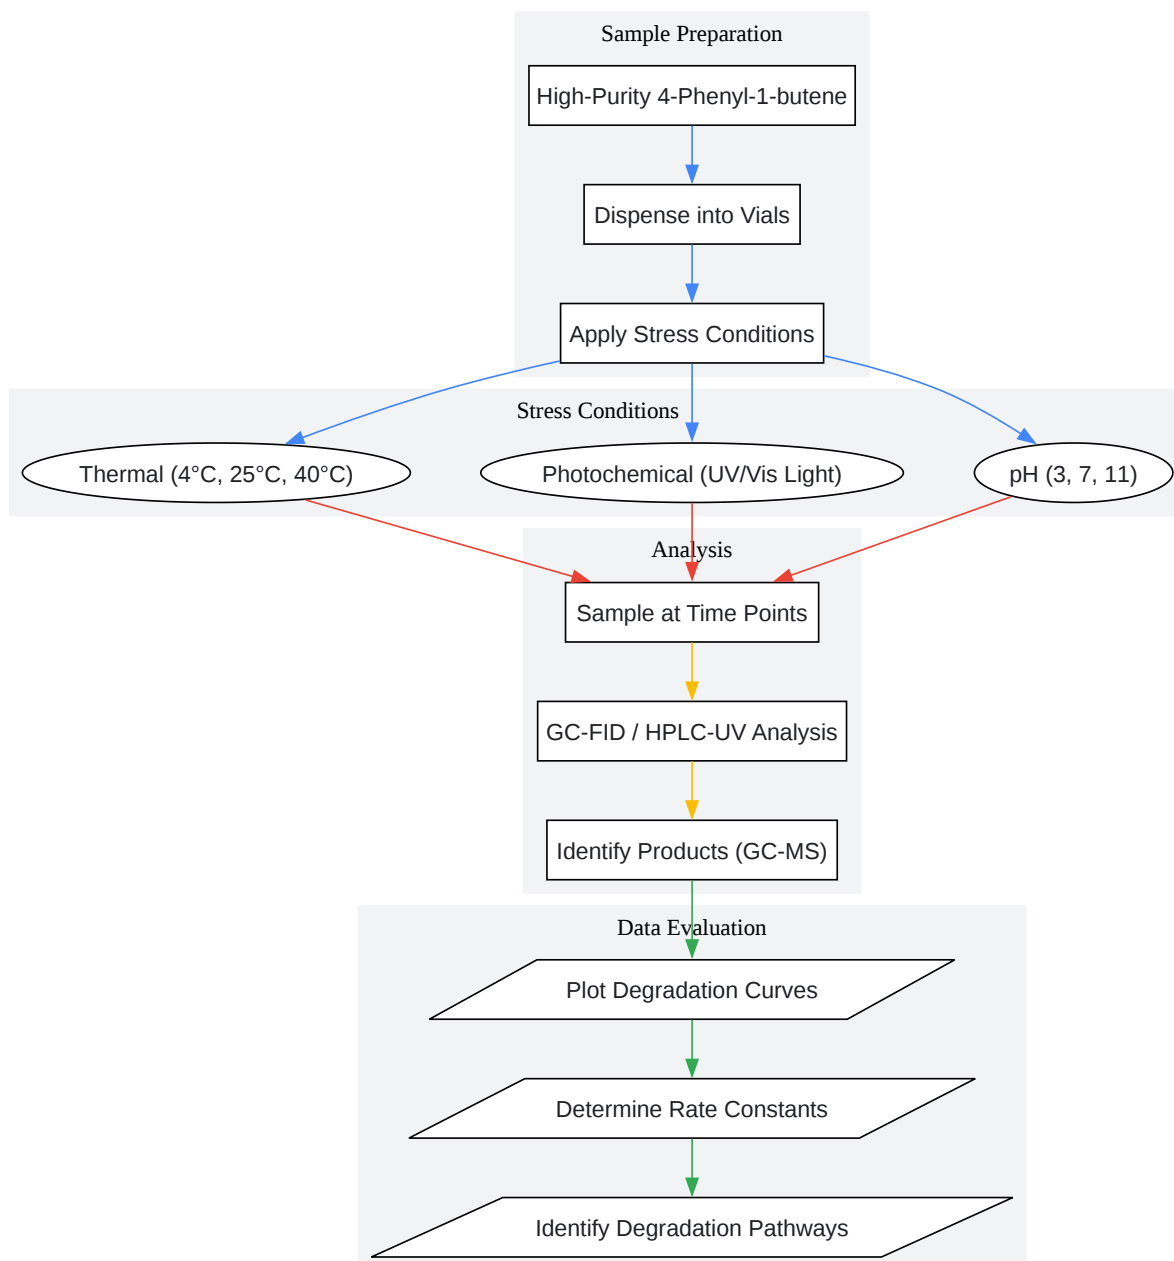 Sample Preparation
High-Purity 4-Phenyl-1-butene
Dispense into Vials
Apply Stress Conditions
Stress Conditions
Thermal (4°C, 25°C, 40°C)
Photochemical (UV/Vis Light)
pH (3, 7, 11)
Analysis
Sample at Time Points
GC-FID / HPLC-UV Analysis
Identify Products (GC-MS)
Data Evaluation
Plot Degradation Curves
Determine Rate Constants
Identify Degradation Pathways